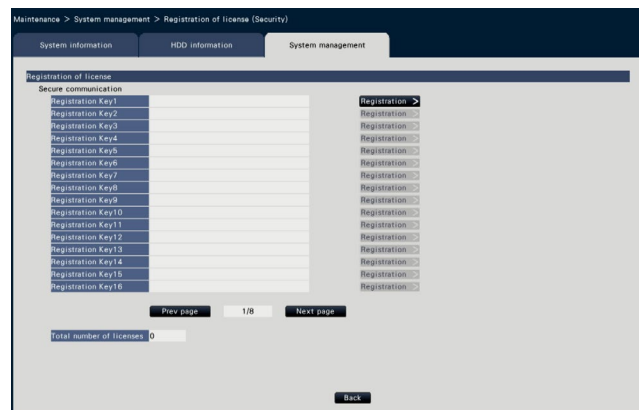 Maintenance > System management > Registration of license (Security)
System information HDD information System management
Registration of license
Secure communication
Registration Key1 Registration >
Registration Key2 Registration >
Registration Key3 Registration >
Registration Key4 Registration >
Registration Key5 Registration >
Registration Key6 Registration >
Registration Key7 Registration >
Registration Key8 Registration >
Registration Key9 Registration >
Registration Key10 Registration >
Registration Key11 Registration >
Registration Key12 Registration >
Registration Key13 Registration >
Registration Key14 Registration >
Registration Key15 Registration >
Registration Key16 Registration >
Prev page 1/8 Next page
Total number of licenses 0
Back